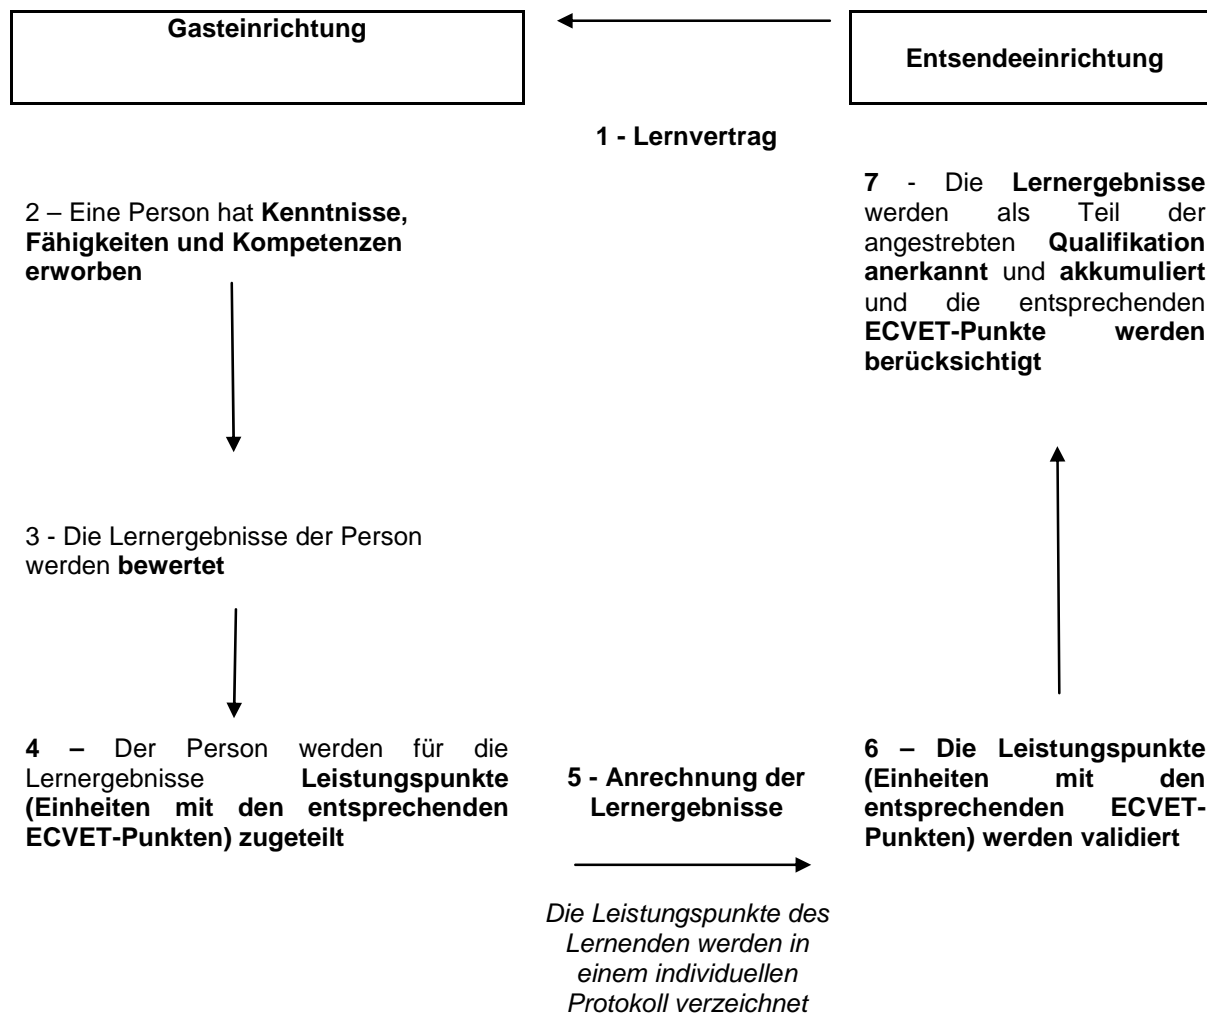 Gasteinrichtung
Entsendeeinrichtung
1 - Lernvertrag
2 – Eine Person hat Kenntnisse,
Fähigkeiten und Kompetenzen
erworben
3 - Die Lernergebnisse der Person
werden bewertet
4 – Der Person werden für die
Lernergebnisse Leistungspunkte
(Einheiten mit den entsprechenden
ECVET-Punkten) zugeteilt
5 - Anrechnung der
Lernergebnisse
Die Leistungspunkte des
Lernenden werden in
einem individuellen
Protokoll verzeichnet
6 – Die Leistungspunkte
(Einheiten mit den
entsprechenden ECVET-
Punkten) werden validiert
7 - Die Lernergebnisse
werden als Teil der
angestrebten Qualifikation
anerkannt und akkumuliert
und die entsprechenden
ECVET-Punkte werden
berücksichtigt